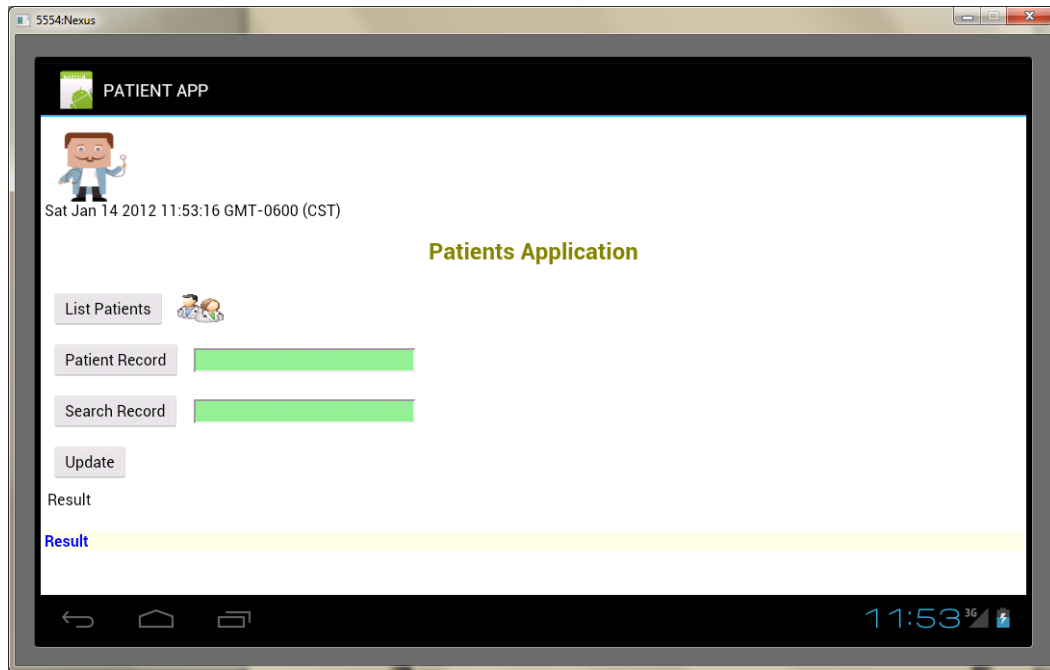 5554:Nexus
PATIENT APP
Sat Jan 14 2012 11:53:16 GMT-0600 (CST)
Patients Application
List Patients
Patient Record
Search Record
Update
Result
Result
11:53 3G